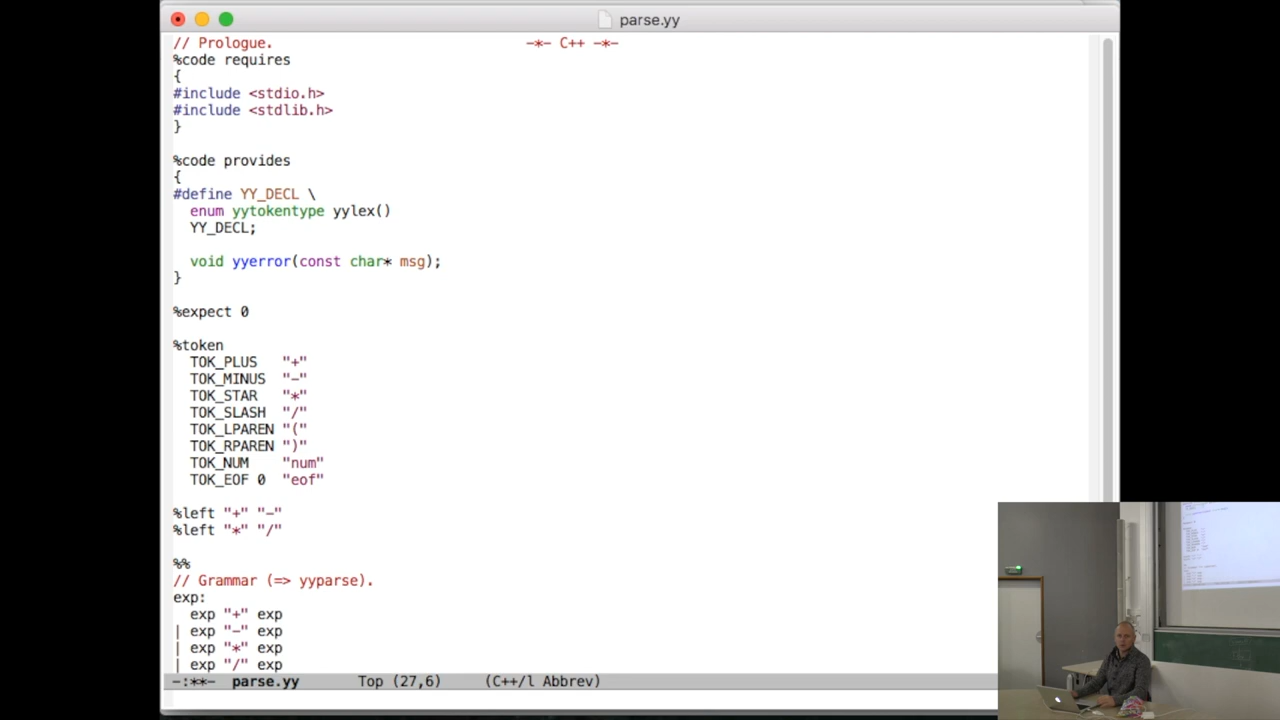 parse.yy
// Prologue.                              -*- C++ -*-
%code requires
{
#include <stdio.h>
#include <stdlib.h>
}
%code provides
{
#define YY_DECL \
  enum yytokentype yylex()
  YY_DECL;
  void yyerror(const char* msg);
}
%expect 0
%token
  TOK_PLUS   "+"
  TOK_MINUS  "-"
  TOK_STAR   "*"
  TOK_SLASH  "/"
  TOK_LPAREN "("
  TOK_RPAREN ")"
  TOK_NUM    "num"
  TOK_EOF 0  "eof"
%left "+" "-"
%left "*" "/"
%%
// Grammar (=> yyparse).
exp:
  exp "+" exp
| exp "-" exp
| exp "*" exp
| exp "/" exp
-:**-  parse.yy       Top (27,6)     (C++/l Abbrev)